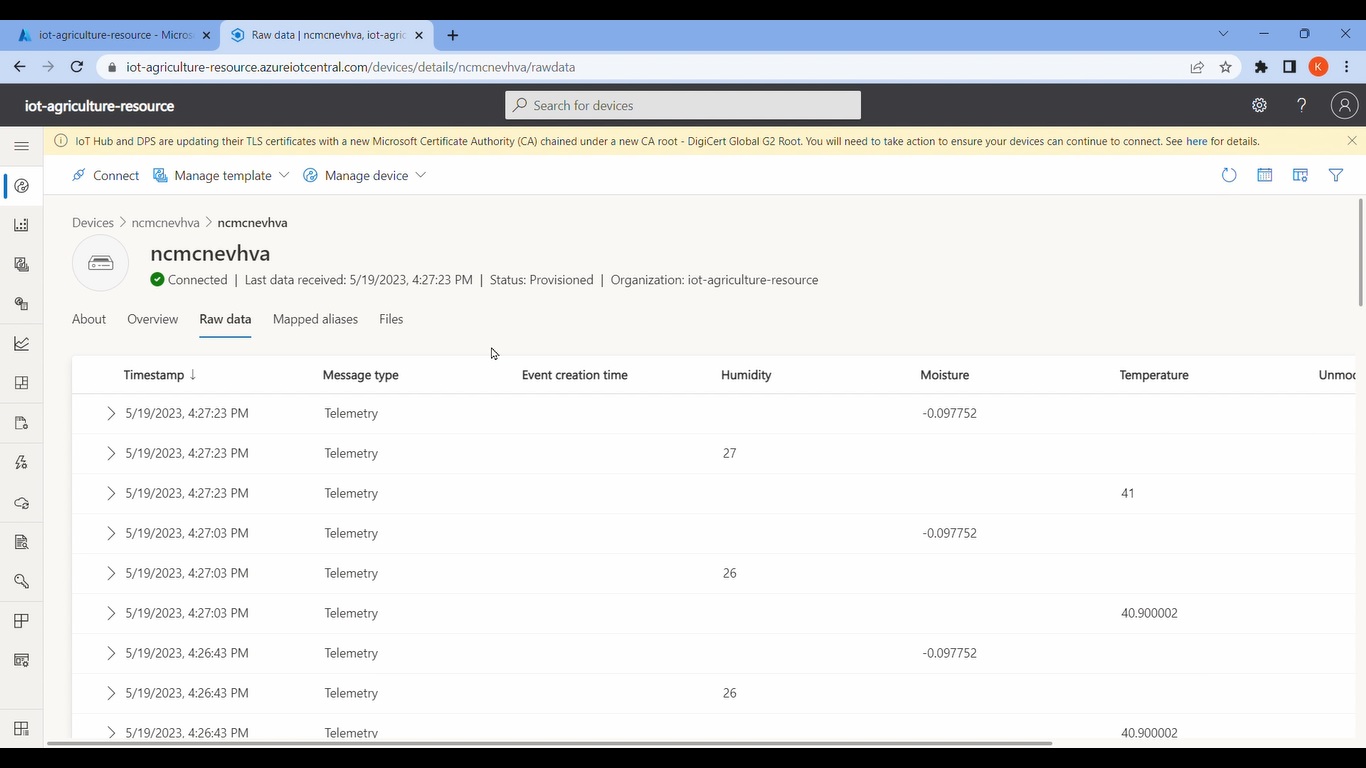 iot-agriculture-resource - Micros
Raw data | ncmcnevhva, iot-agric
iot-agriculture-resource.azureiotcentral.com/devices/details/ncmcnevhva/rawdata
K
iot-agriculture-resource
Search for devices
?
IoT Hub and DPS are updating their TLS certificates with a new Microsoft Certificate Authority (CA) chained under a new CA root - DigiCert Global G2 Root. You will need to take action to ensure your devices can continue to connect. See here for details.
Connect Manage template Manage device
Devices > ncmcnevhva > ncmcnevhva
ncmcnevhva
Connected | Last data received: 5/19/2023, 4:27:23 PM | Status: Provisioned | Organization: iot-agriculture-resource
About Overview Raw data Mapped aliases Files
Timestamp ↓ Message type Event creation time Humidity Moisture Temperature Unmod
5/19/2023, 4:27:23 PM Telemetry -0.097752
5/19/2023, 4:27:23 PM Telemetry 27
5/19/2023, 4:27:23 PM Telemetry 41
5/19/2023, 4:27:03 PM Telemetry -0.097752
5/19/2023, 4:27:03 PM Telemetry 26
5/19/2023, 4:27:03 PM Telemetry 40.900002
5/19/2023, 4:26:43 PM Telemetry -0.097752
5/19/2023, 4:26:43 PM Telemetry 26
5/19/2023, 4:26:43 PM Telemetry 40.900002